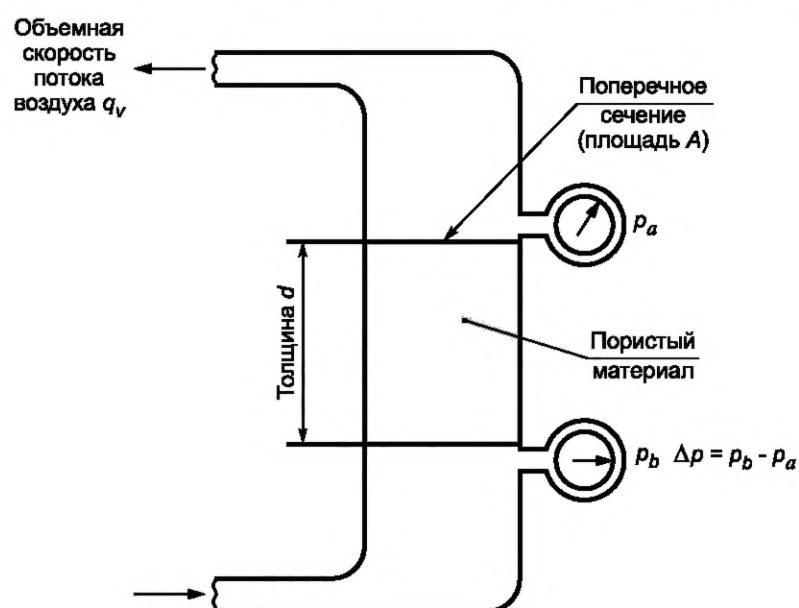 Объемная
скорость
потока
воздуха qv
Поперечное
сечение
(площадь A)
pa
Толщина d
Пористый
материал
pb Δp = pb - pa